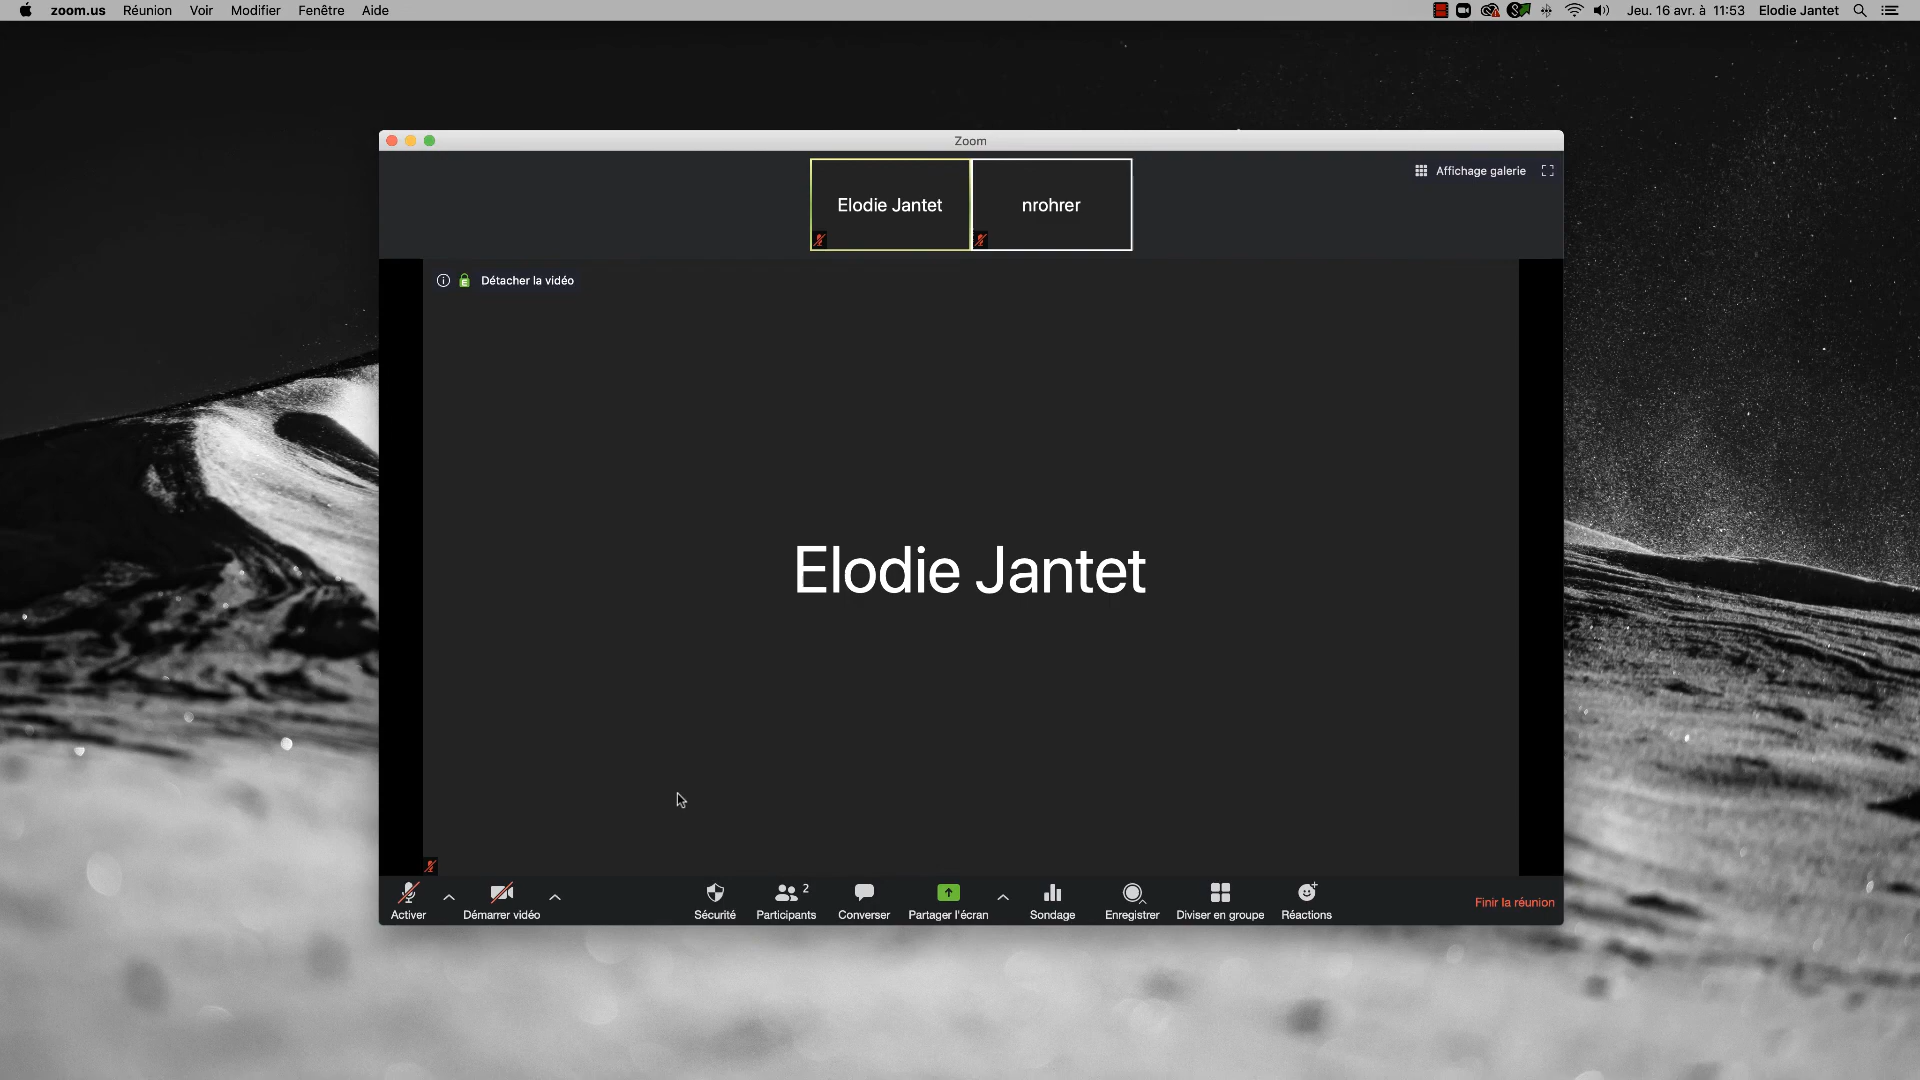 zoom.us Réunion Voir Modifier Fenêtre Aide Jeu. 16 avr. à 11:53 Elodie Jantet
Zoom
Elodie Jantet nrohrer Affichage galerie
Détacher la vidéo
Elodie Jantet
2
Activer Démarrer vidéo Sécurité Participants Converser Partager l'écran Sondage Enregistrer Diviser en groupe Réactions Finir la réunion